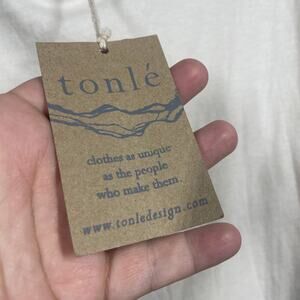 tonlé
clothes as unique
as the people
who make them
www.tonledesign.com